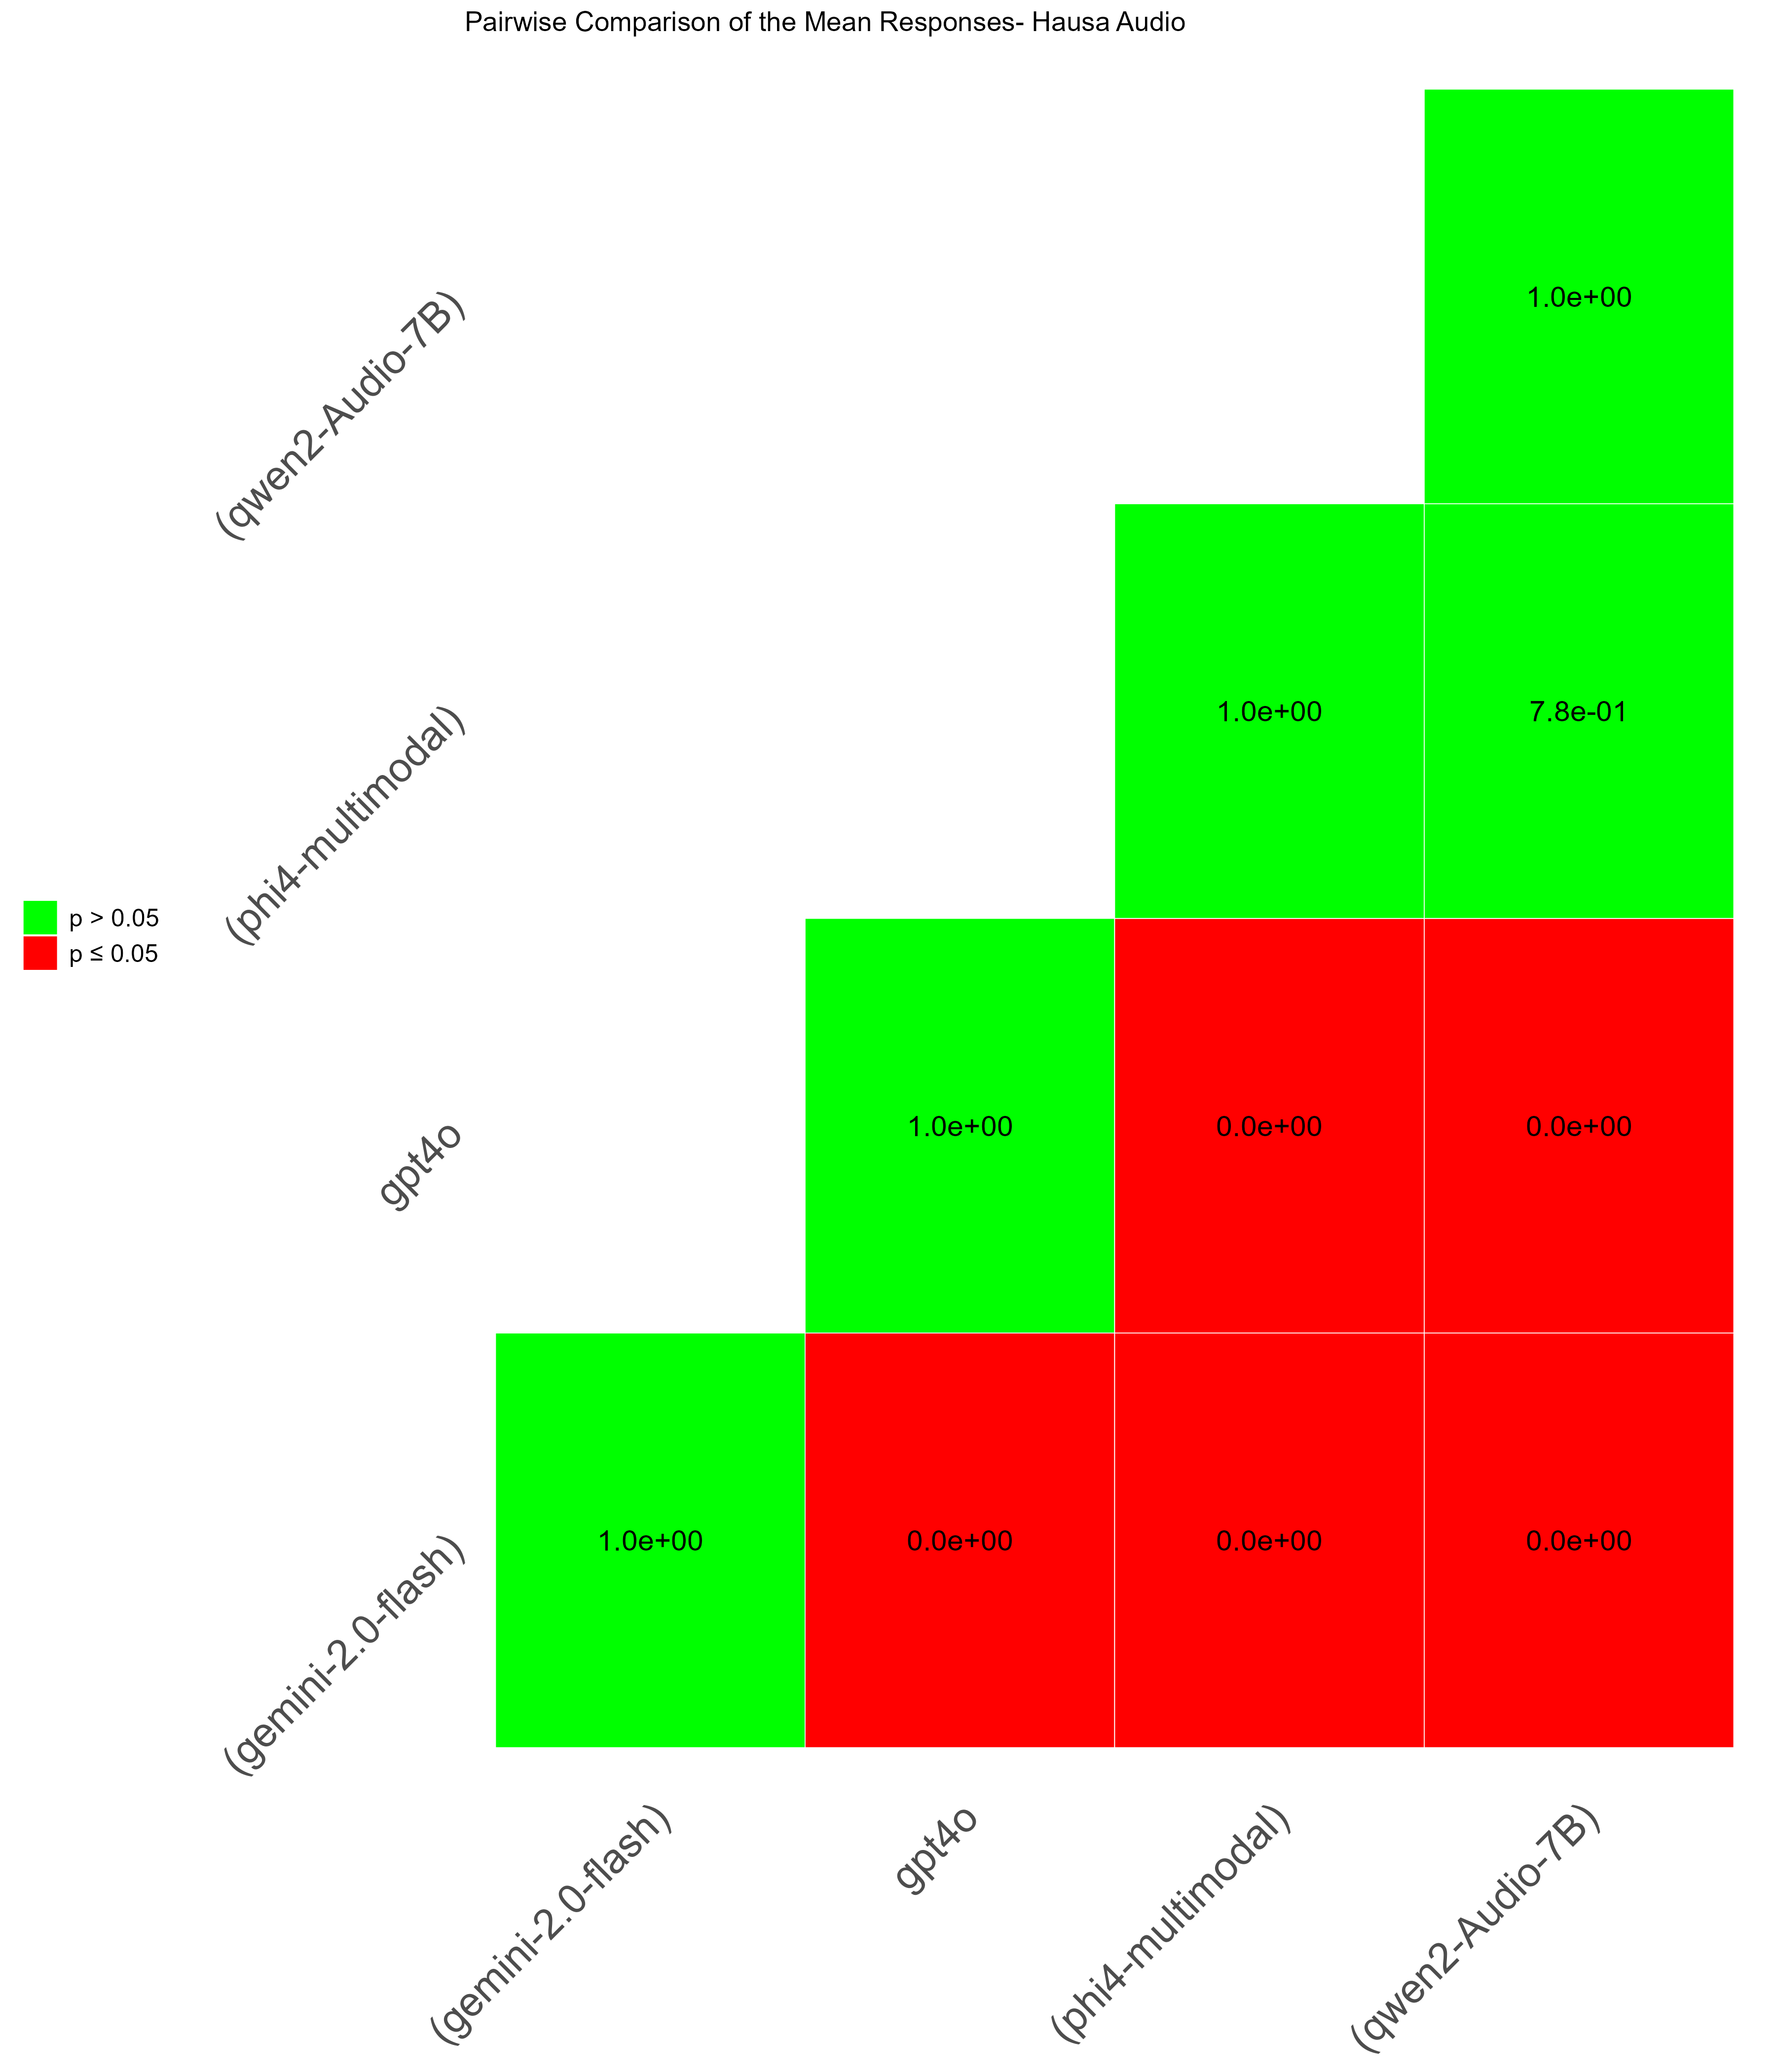 Pairwise Comparison of the Mean Responses- Hausa Audio
(qwen2-Audio-7B)
1.0e+00
(phi4-multimodal)
1.0e+00 7.8e-01
p > 0.05
p ≤ 0.05
gpt4o
1.0e+00 0.0e+00 0.0e+00
(gemini-2.0-flash)
1.0e+00 0.0e+00 0.0e+00 0.0e+00
(gemini-2.0-flash)
gpt4o
(phi4-multimodal)
(qwen2-Audio-7B)